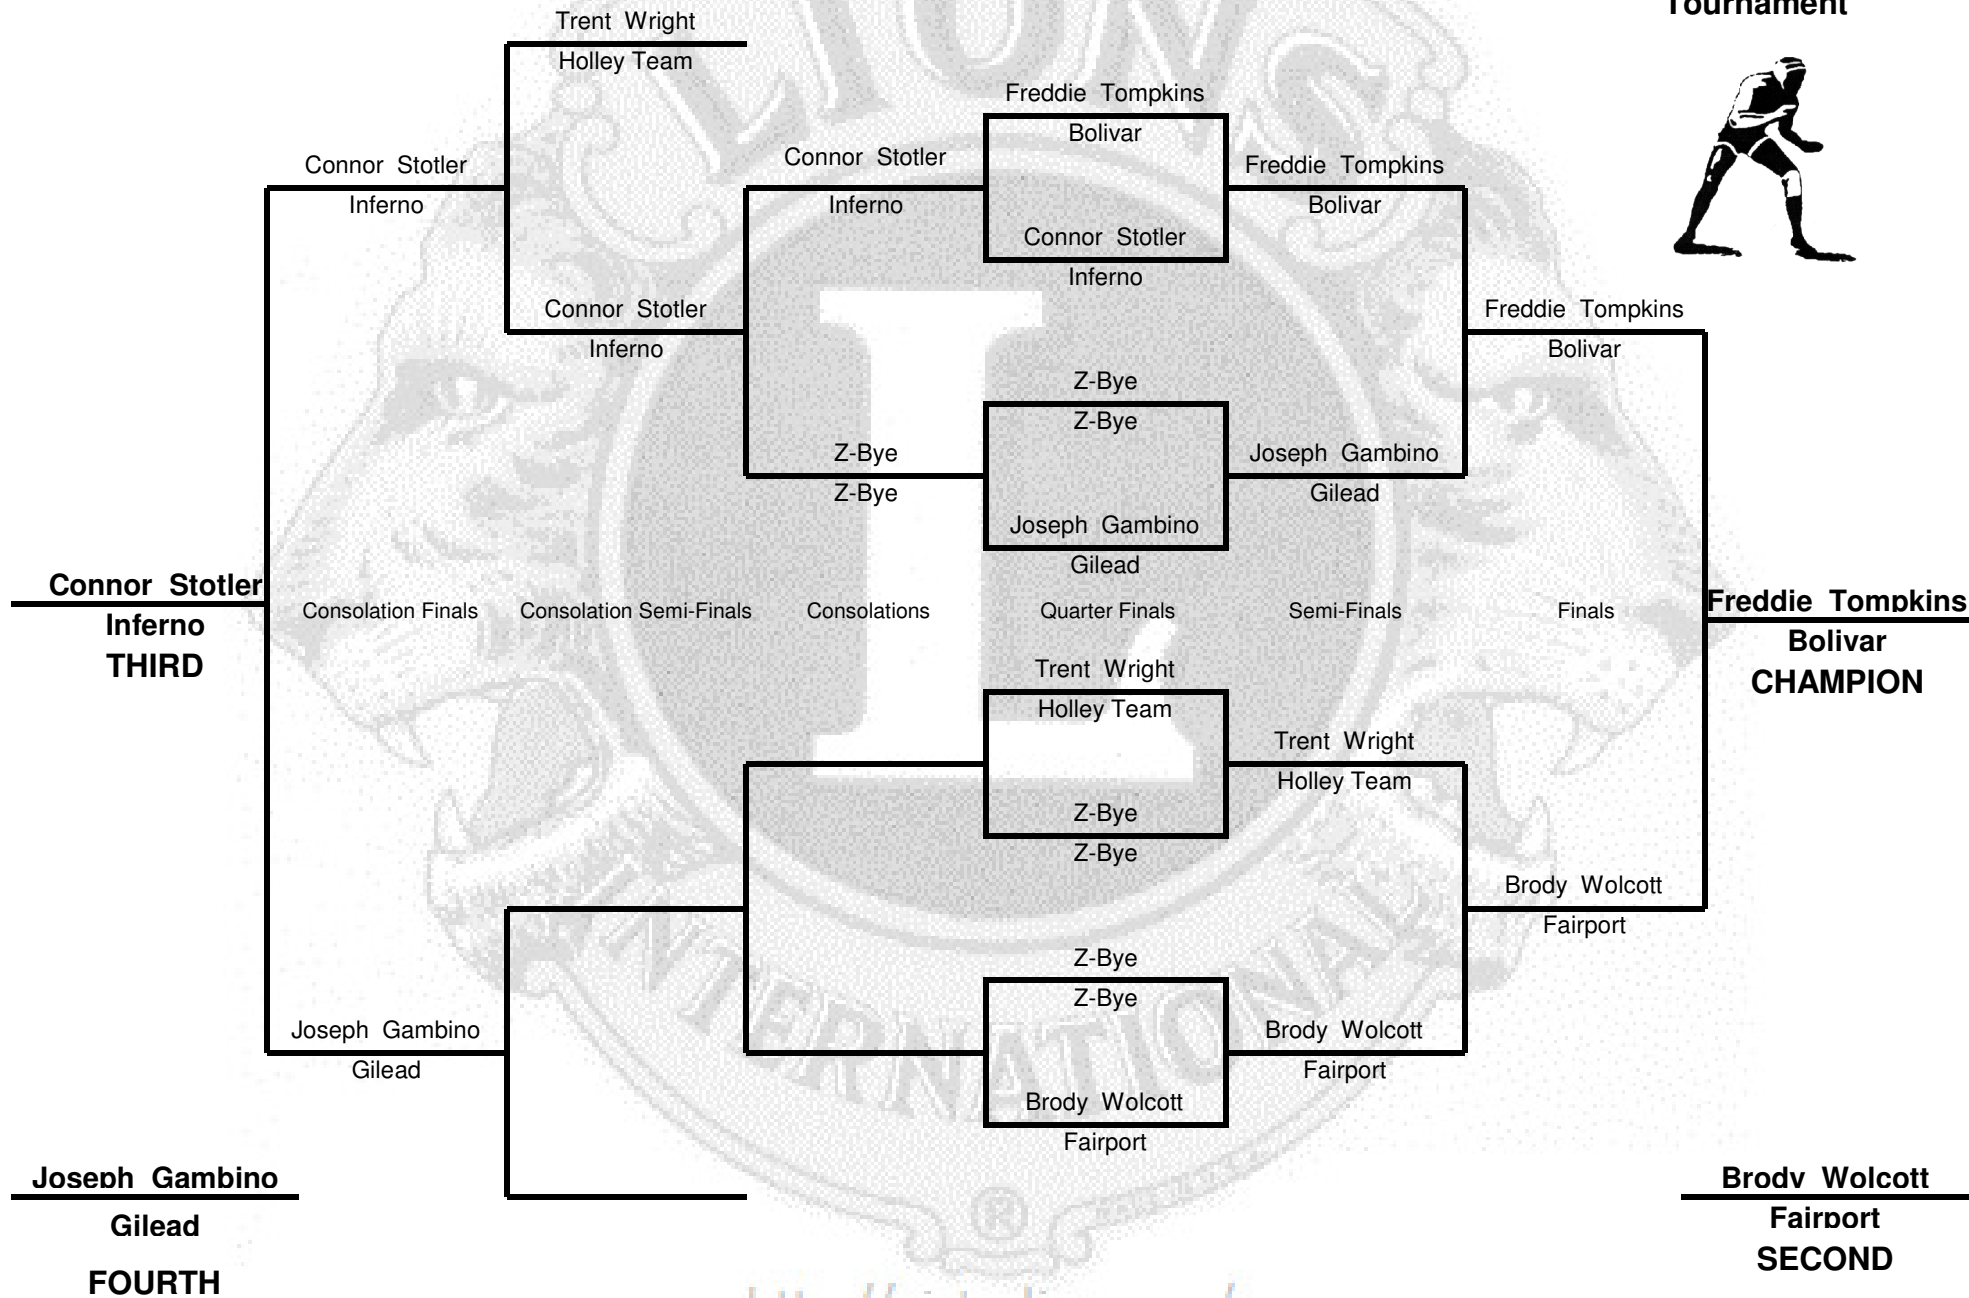 Tournament
Trent Wright
Holley Team
Freddie Tompkins
Bolivar
Connor Stotler
Inferno
Connor Stotler
Inferno
Freddie Tompkins
Bolivar
Connor Stotler
Inferno
Connor Stotler
Inferno
Freddie Tompkins
Bolivar
Z-Bye
Z-Bye
Z-Bye
Z-Bye
Joseph Gambino
Gilead
Joseph Gambino
Gilead
Connor Stotler
Inferno
THIRD
Consolation Finals
Consolation Semi-Finals
Consolations
Quarter Finals
Semi-Finals
Finals
Freddie Tompkins
Bolivar
CHAMPION
Trent Wright
Holley Team
Trent Wright
Holley Team
Z-Bye
Z-Bye
Brody Wolcott
Fairport
Z-Bye
Z-Bye
Joseph Gambino
Gilead
Brody Wolcott
Fairport
Brody Wolcott
Fairport
Joseph Gambino
Gilead
FOURTH
Brody Wolcott
Fairport
SECOND
LIONS
L
INTERNATIONAL
®